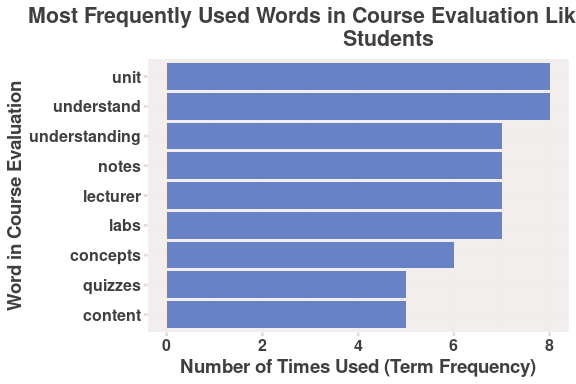 Most Frequently Used Words in Course Evaluation Lik
Students
Word in Course Evaluation
unit
understand
understanding
notes
lecturer
labs
concepts
quizzes
content
0 2 4 6 8
Number of Times Used (Term Frequency)